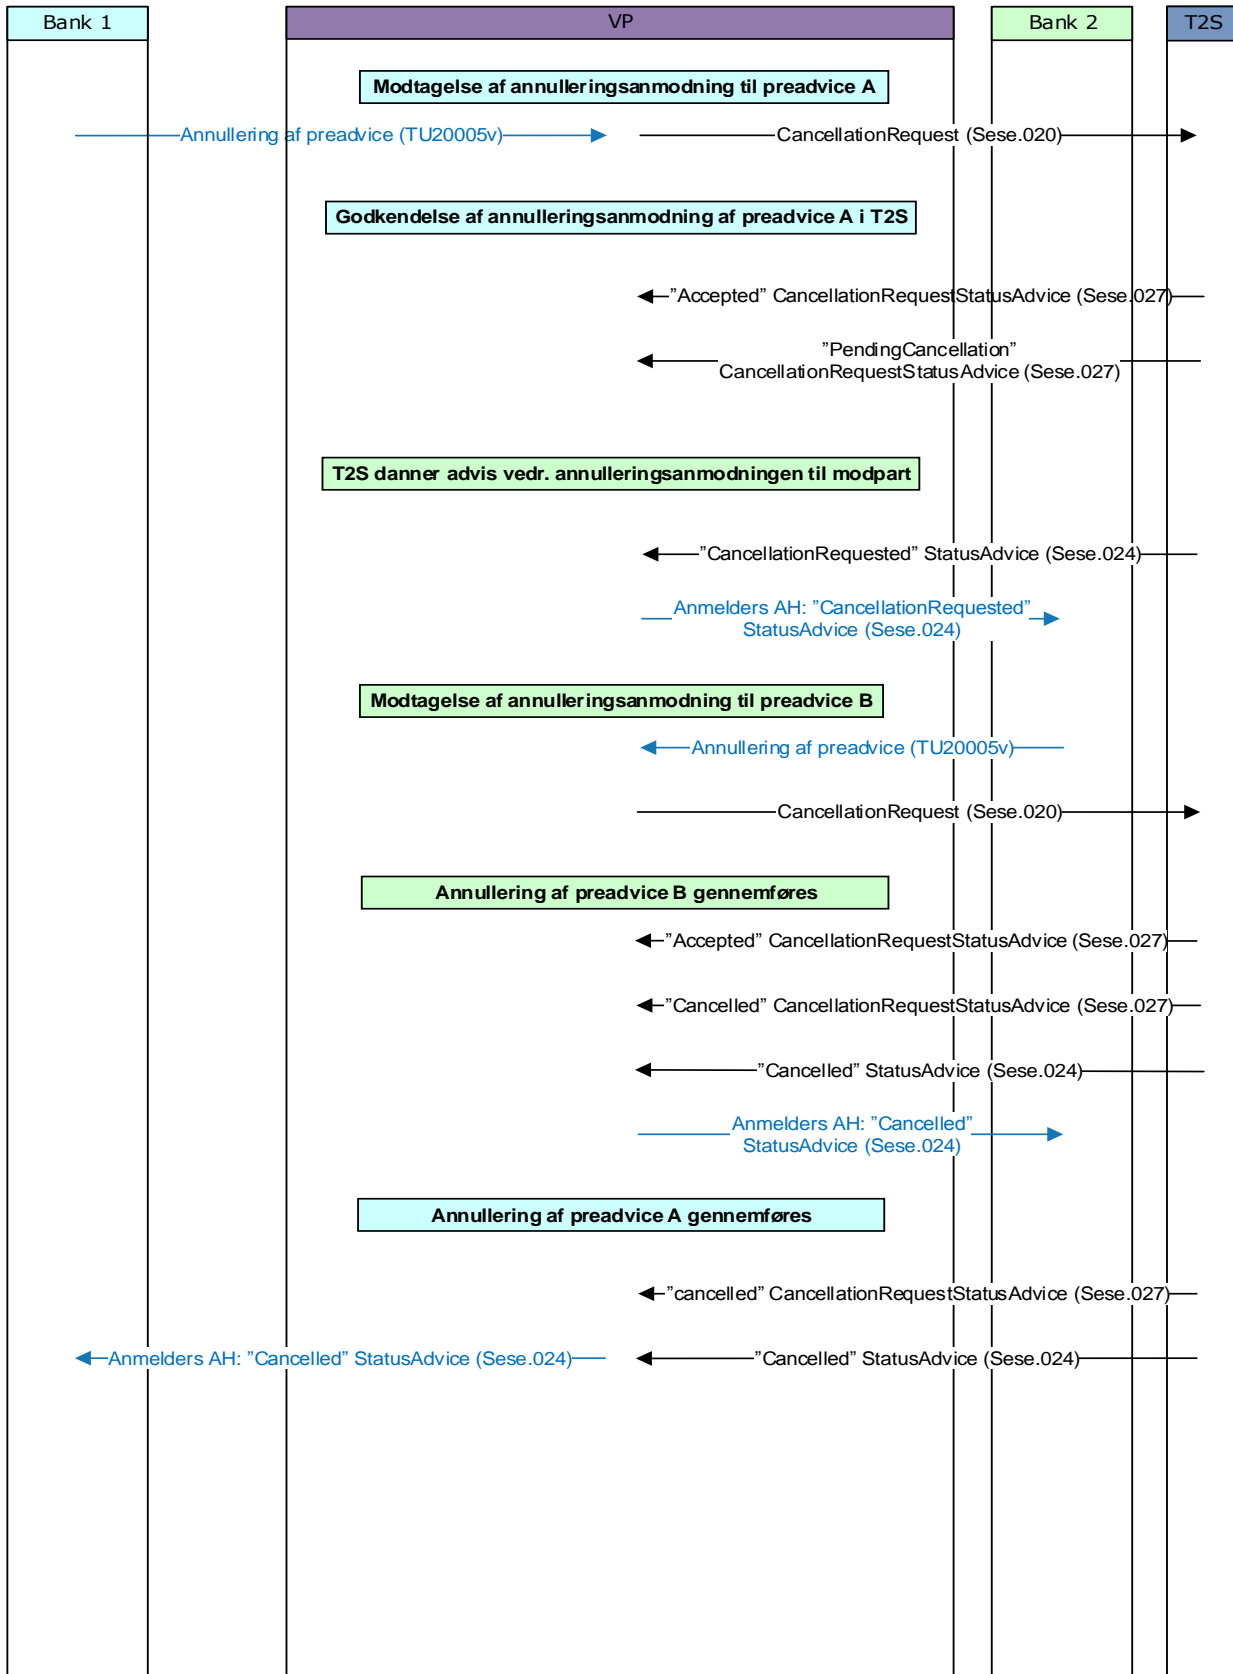 Bank 1
VP
Bank 2
T2S
Modtagelse af annulleringsanmodning til preadvice A
Annullering af preadvice (TU20005v)
CancellationRequest (Sese.020)
Godkendelse af annulleringsanmodning af preadvice A i T2S
”Accepted” CancellationRequestStatusAdvice (Sese.027)
”PendingCancellation”
CancellationRequestStatusAdvice (Sese.027)
T2S danner advis vedr. annulleringsanmodningen til modpart
”CancellationRequested” StatusAdvice (Sese.024)
Anmelders AH: ”CancellationRequested”
StatusAdvice (Sese.024)
Modtagelse af annulleringsanmodning til preadvice B
Annullering af preadvice (TU20005v)
CancellationRequest (Sese.020)
Annullering af preadvice B gennemføres
”Accepted” CancellationRequestStatusAdvice (Sese.027)
”Cancelled” CancellationRequestStatusAdvice (Sese.027)
”Cancelled” StatusAdvice (Sese.024)
Anmelders AH: ”Cancelled”
StatusAdvice (Sese.024)
Annullering af preadvice A gennemføres
”cancelled” CancellationRequestStatusAdvice (Sese.027)
Anmelders AH: ”Cancelled” StatusAdvice (Sese.024)
”Cancelled” StatusAdvice (Sese.024)